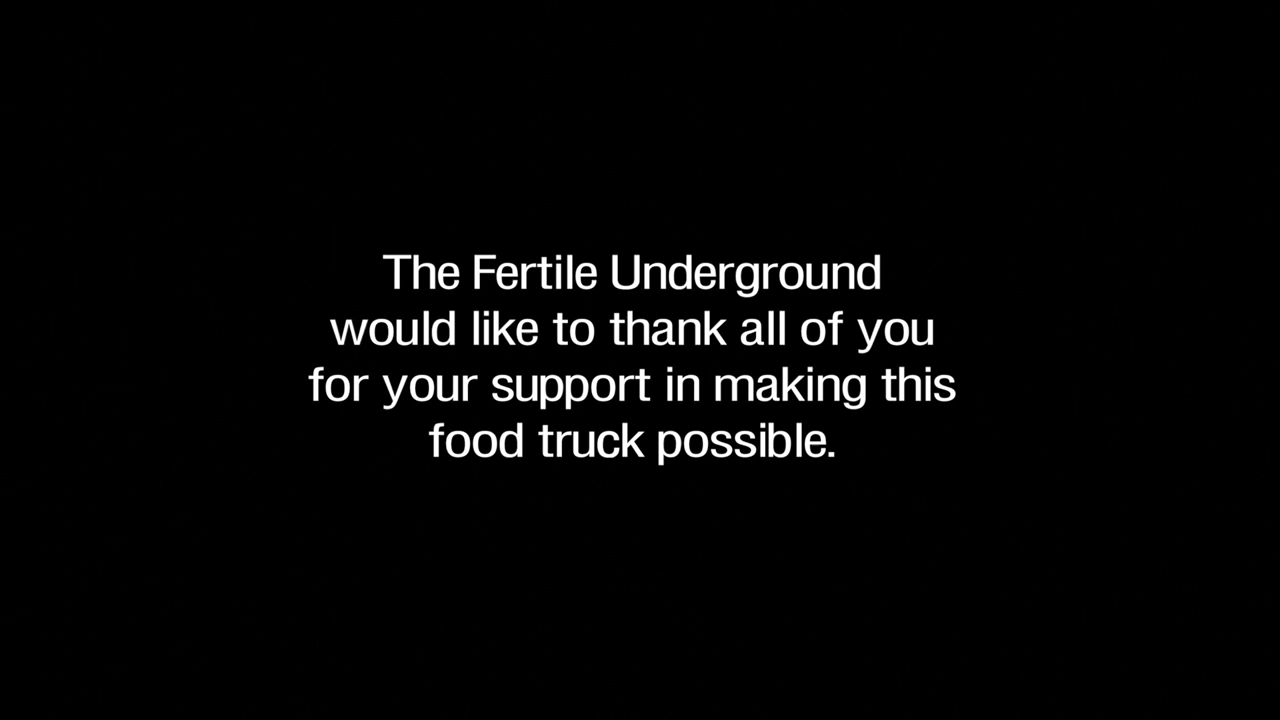 The Fertile Underground
would like to thank all of you
for your support in making this
food truck possible.